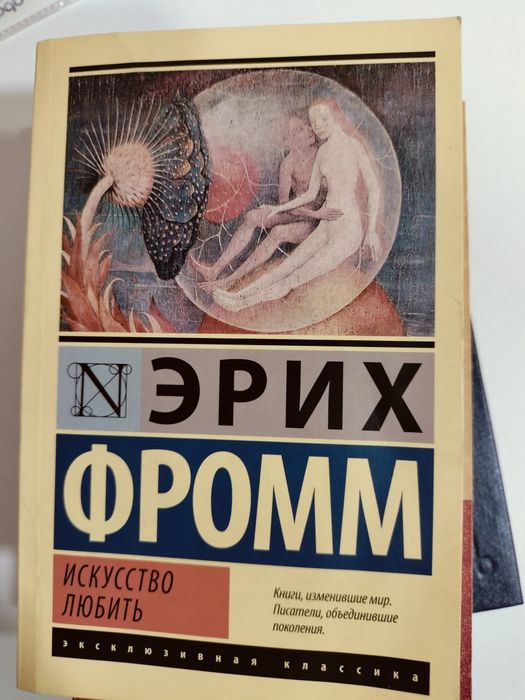 N
ЭРИХ
ФРОММ
ИСКУССТВО
ЛЮБИТЬ
Книги, изменившие мир.
Писатели, объединившие
поколения.
эксклюзивная классика